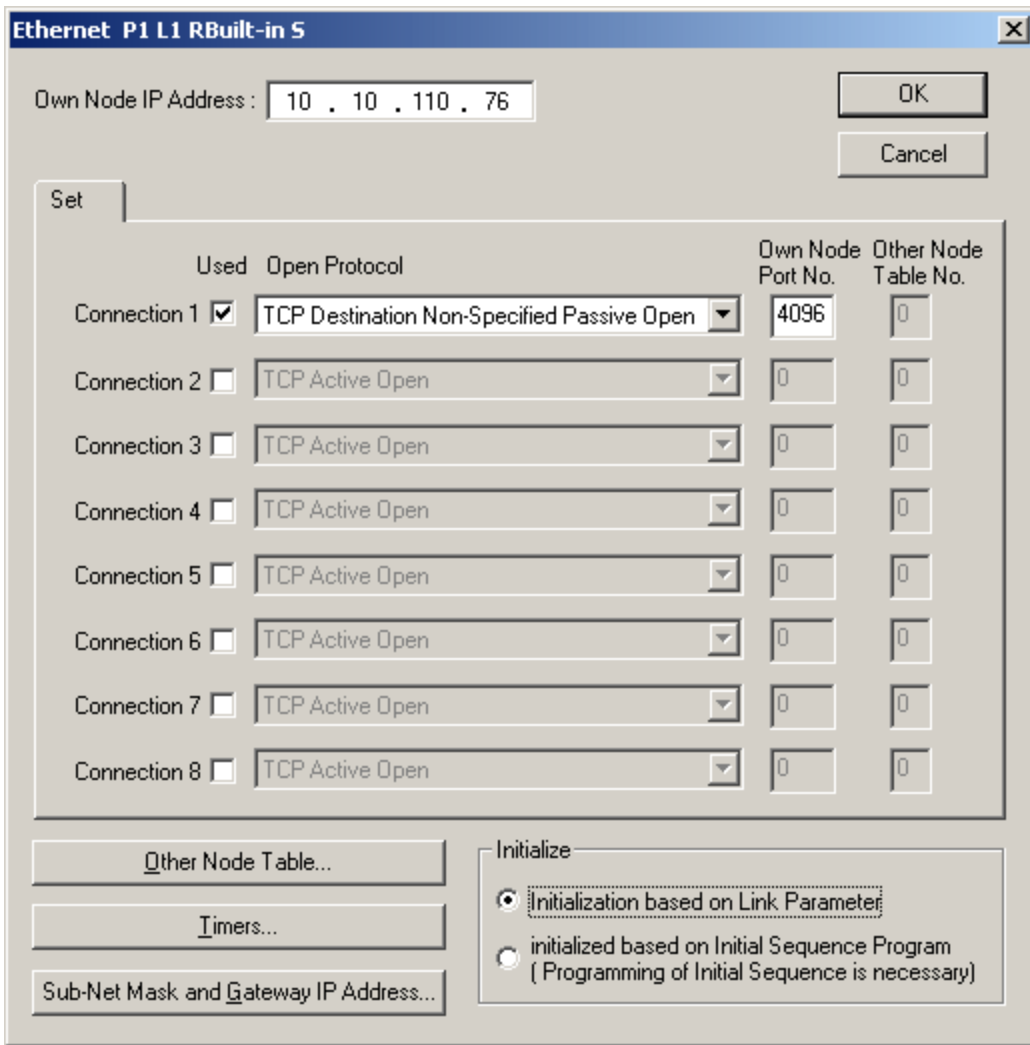 Ethernet P1 L1 RBuilt-in S
Own Node IP Address : 10 . 10 . 110 . 76
OK
Cancel
Set
Used Open Protocol Own Node Port No. Other Node Table No.
Connection 1 TCP Destination Non-Specified Passive Open 4096 0
Connection 2 TCP Active Open 0 0
Connection 3 TCP Active Open 0 0
Connection 4 TCP Active Open 0 0
Connection 5 TCP Active Open 0 0
Connection 6 TCP Active Open 0 0
Connection 7 TCP Active Open 0 0
Connection 8 TCP Active Open 0 0
Other Node Table...
Timers...
Sub-Net Mask and Gateway IP Address...
Initialize
Initialization based on Link Parameter
initialized based on Initial Sequence Program
( Programming of Initial Sequence is necessary)